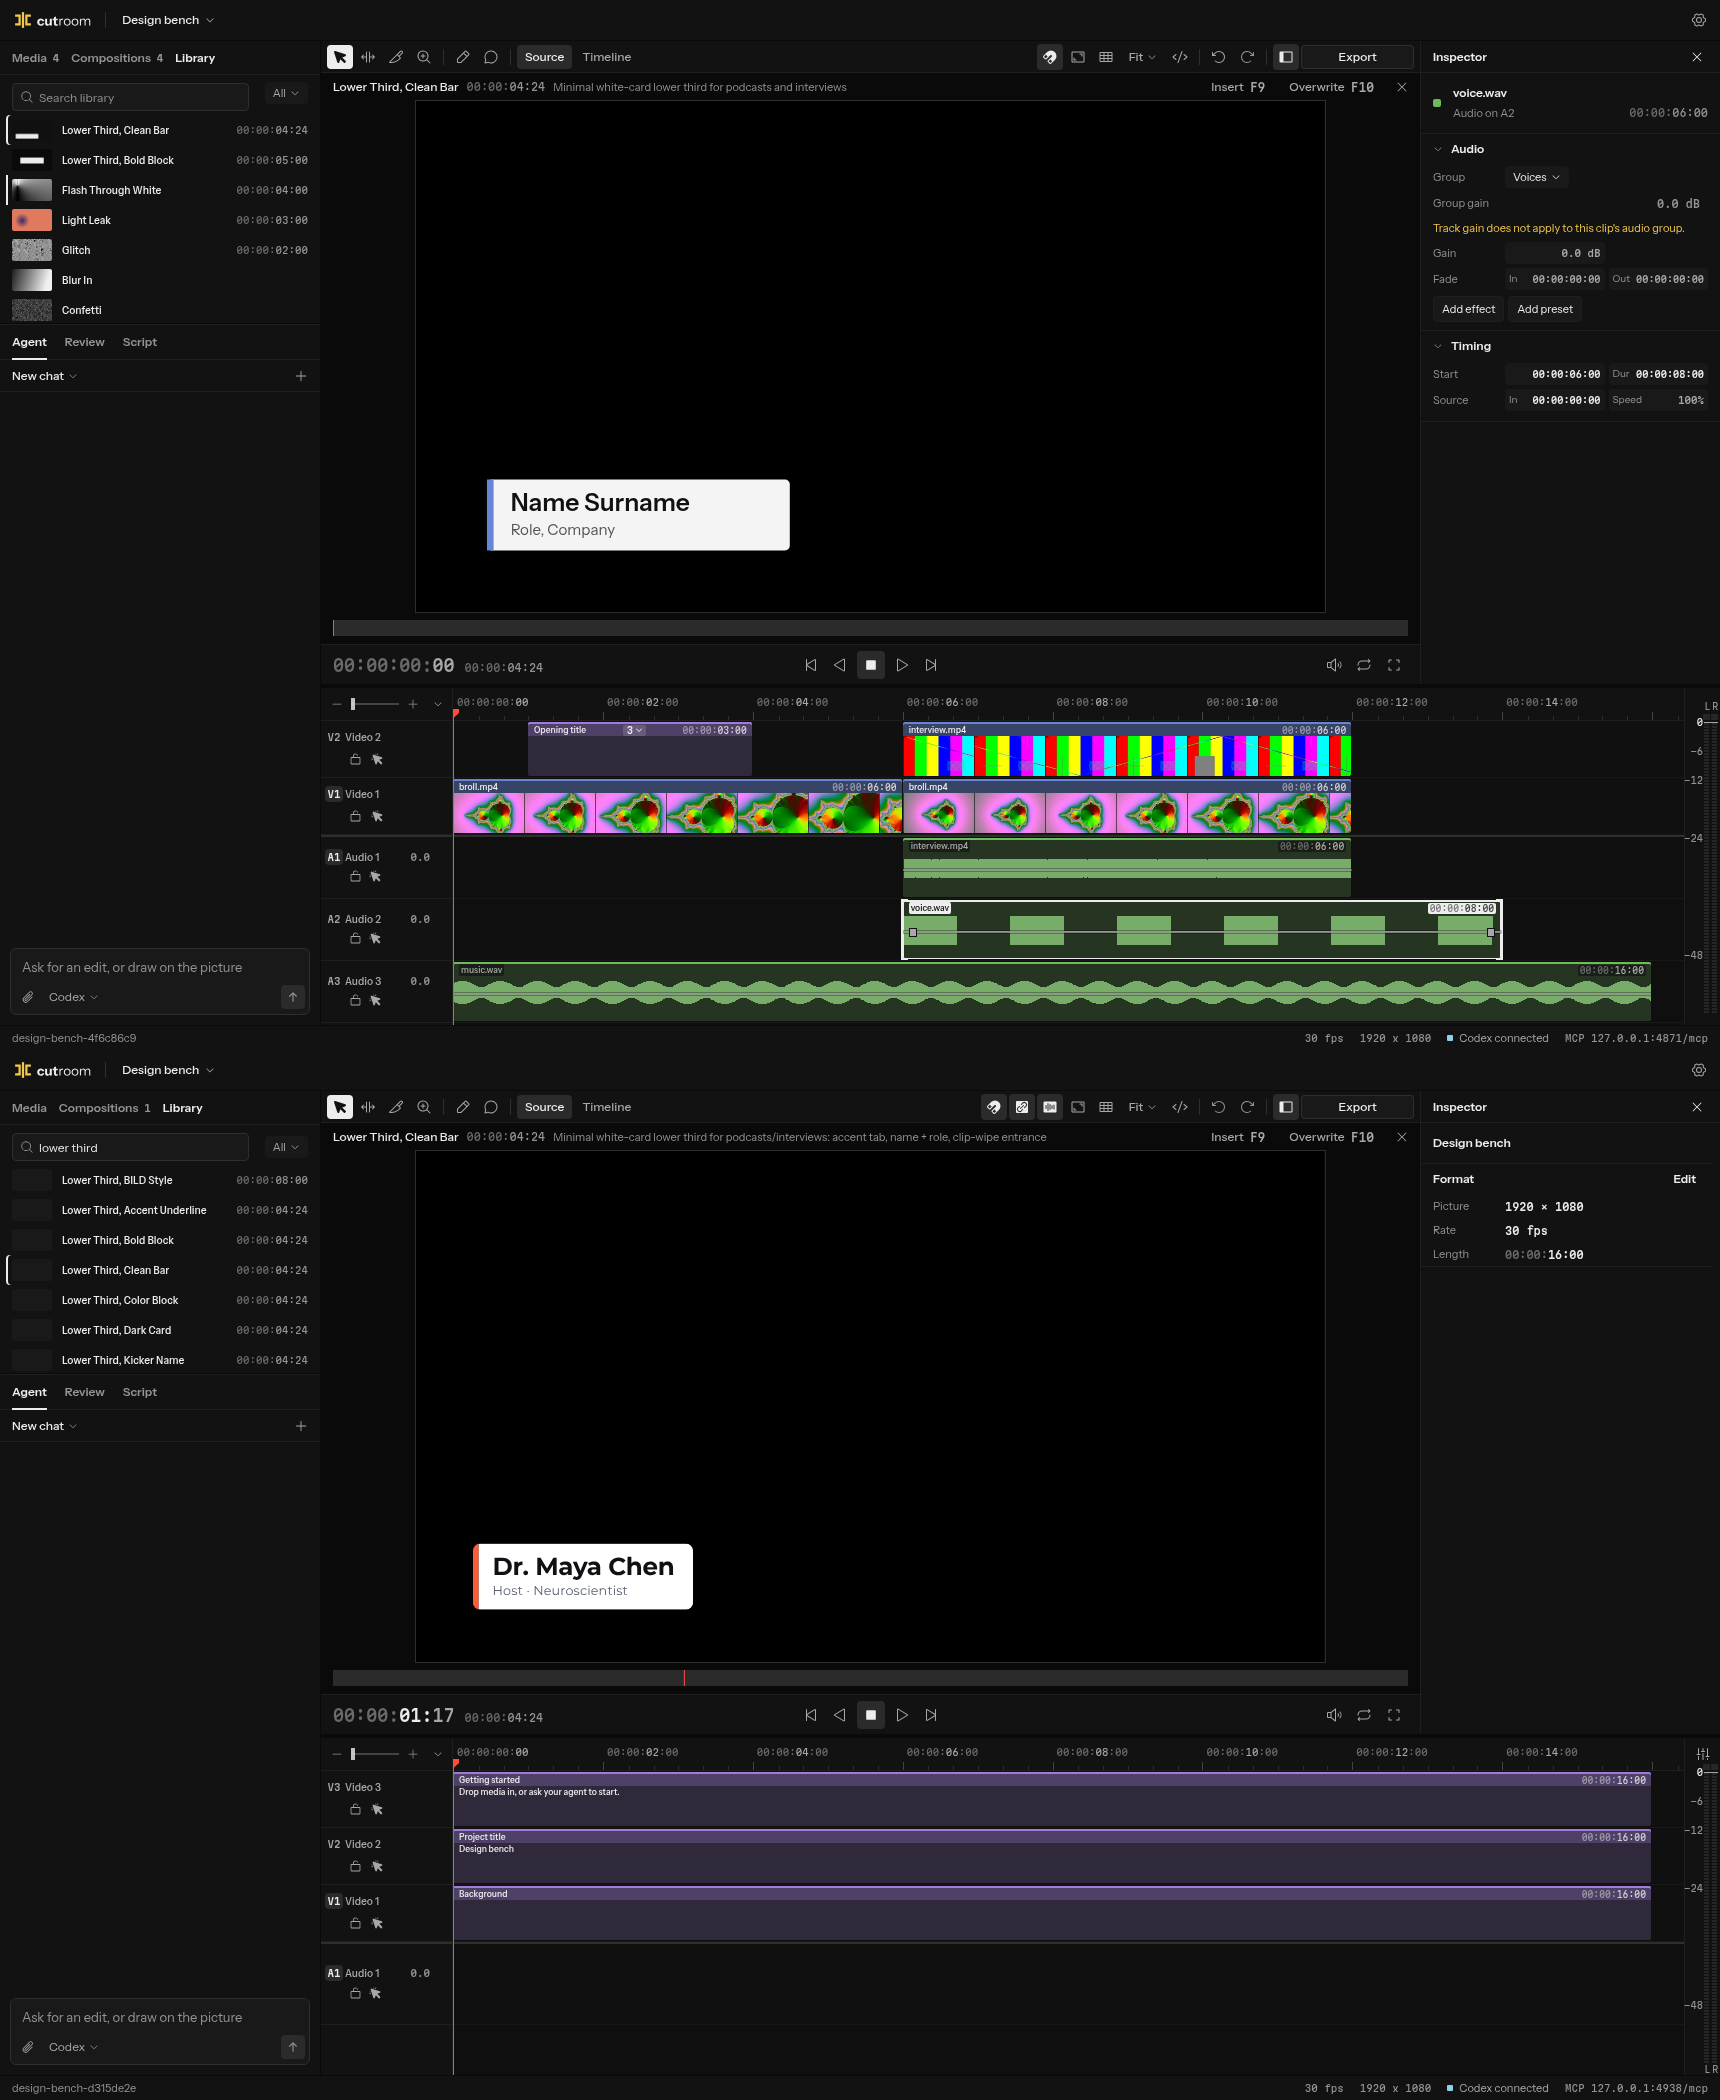 cutroom
Design bench
Media 4 Compositions 4 Library
Search library
All
Lower Third, Clean Bar 00:00:04:24
Lower Third, Bold Block 00:00:05:00
Flash Through White 00:00:04:00
Light Leak 00:00:03:00
Glitch 00:00:02:00
Blur In
Confetti
Agent Review Script
New chat
Ask for an edit, or draw on the picture
Codex
design-bench-4f6c86c9
Source Timeline
Fit
Export
Lower Third, Clean Bar 00:00:04:24 Minimal white-card lower third for podcasts and interviews
Insert F9 Overwrite F10
Name Surname
Role, Company
00:00:00:00 00:00:04:24
Inspector
voice.wav
Audio on A2 00:00:06:00
Audio
Group Voices
Group gain 0.0 dB
Track gain does not apply to this clip's audio group.
Gain 0.0 dB
Fade In 00:00:00:00 Out 00:00:00:00
Add effect Add preset
Timing
Start 00:00:06:00 Dur 00:00:08:00
Source In 00:00:00:00 Speed 100%
00:00:00:00 00:00:02:00 00:00:04:00 00:00:06:00 00:00:08:00 00:00:10:00 00:00:12:00 00:00:14:00
L R
V2 Video 2
Opening title 3 00:00:03:00
interview.mp4 00:00:06:00
V1 Video 1
broll.mp4 00:00:06:00
broll.mp4 00:00:06:00
A1 Audio 1 0.0
interview.mp4 00:00:06:00
A2 Audio 2 0.0
voice.wav 00:00:08:00
A3 Audio 3 0.0
music.wav 00:00:16:00
0
-6
-12
-24
-48
30 fps 1920 x 1080 Codex connected MCP 127.0.0.1:4871/mcp
cutroom
Design bench
Media Compositions 1 Library
lower third
All
Lower Third, BILD Style 00:00:08:00
Lower Third, Accent Underline 00:00:04:24
Lower Third, Bold Block 00:00:04:24
Lower Third, Clean Bar 00:00:04:24
Lower Third, Color Block 00:00:04:24
Lower Third, Dark Card 00:00:04:24
Lower Third, Kicker Name 00:00:04:24
Agent Review Script
New chat
Ask for an edit, or draw on the picture
Codex
design-bench-d315de2e
Source Timeline
Fit
Export
Lower Third, Clean Bar 00:00:04:24 Minimal white-card lower third for podcasts/interviews: accent tab, name + role, clip-wipe entrance
Insert F9 Overwrite F10
Dr. Maya Chen
Host · Neuroscientist
00:00:01:17 00:00:04:24
Inspector
Design bench
Format Edit
Picture 1920 × 1080
Rate 30 fps
Length 00:00:16:00
00:00:00:00 00:00:02:00 00:00:04:00 00:00:06:00 00:00:08:00 00:00:10:00 00:00:12:00 00:00:14:00
V3 Video 3
Getting started 00:00:16:00
Drop media in, or ask your agent to start.
V2 Video 2
Project title 00:00:16:00
Design bench
V1 Video 1
Background 00:00:16:00
A1 Audio 1 0.0
0
-6
-12
-24
-48
L R
30 fps 1920 x 1080 Codex connected MCP 127.0.0.1:4938/mcp